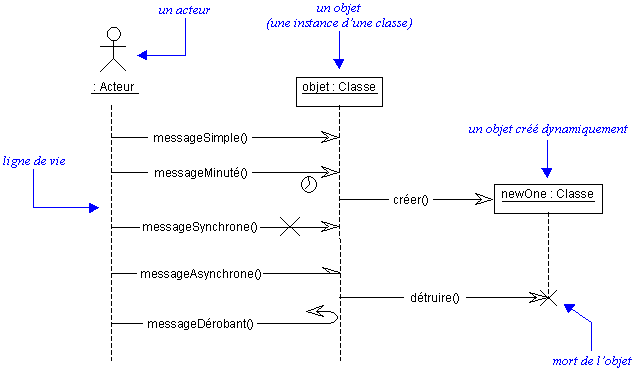 un acteur
un objet
(une instance d'une classe)
: Acteur
objet : Classe
messageSimple()
un objet créé dynamiquement
ligne de vie
messageMinuté()
créer()
newOne : Classe
messageSynchrone()
messageAsynchrone()
détruire()
messageDérobant()
mort de l'objet